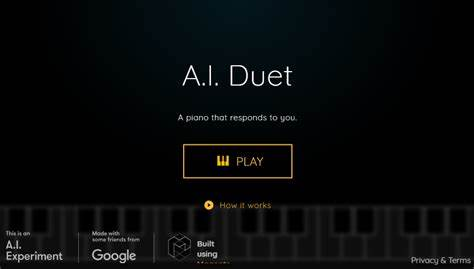 A.I. Duet
A piano that responds to you.
PLAY
How it works
This is an
A.I.
Experiment
Made with
some friends from
Google
Built
using
Privacy & Terms